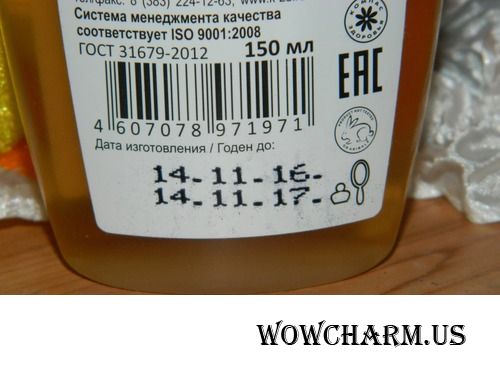 Система менеджмента качества
соответствует ISO 9001:2008
ГОСТ 31679-2012 150 мл
EAC
4 607078 971971
Дата изготовления / Годен до:
14.11.16.
14.11.17.
WOWCHARM.US